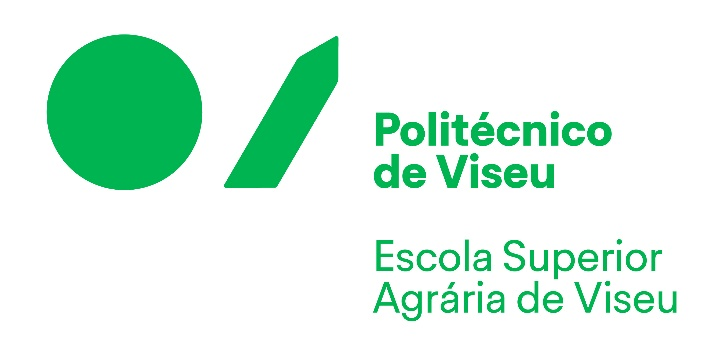 Politécnico
de Viseu
Escola Superior
Agrária de Viseu